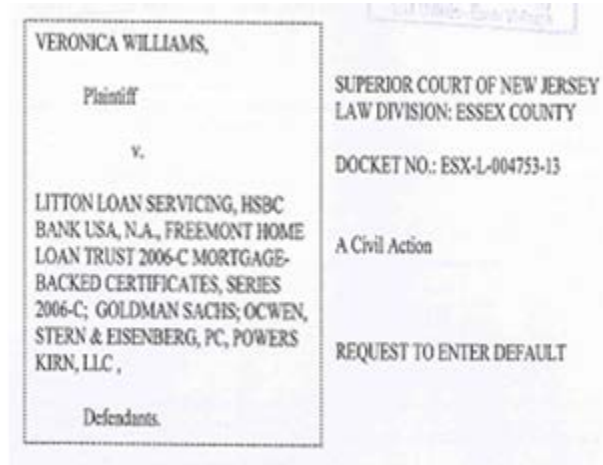 VERONICA WILLIAMS,
Plaintiff
v.
LITTON LOAN SERVICING, HSBC
BANK USA, N.A., FREEMONT HOME
LOAN TRUST 2006-C MORTGAGE-
BACKED CERTIFICATES, SERIES
2006-C; GOLDMAN SACHS; OCWEN,
STERN & EISENBERG, PC, POWERS
KIRN, LLC ,
Defendants.
SUPERIOR COURT OF NEW JERSEY
LAW DIVISION: ESSEX COUNTY
DOCKET NO.: ESX-L-004753-13
A Civil Action
REQUEST TO ENTER DEFAULT